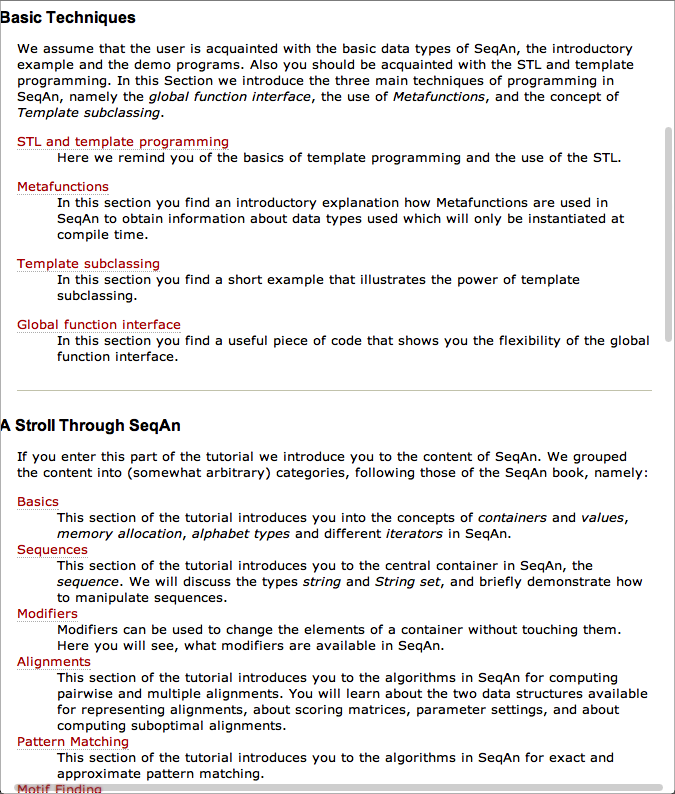 Basic Techniques
We assume that the user is acquainted with the basic data types of SeqAn, the introductory
example and the demo programs. Also you should be acquainted with the STL and template
programming. In this Section we introduce the three main techniques of programming in
SeqAn, namely the global function interface, the use of Metafunctions, and the concept of
Template subclassing.
STL and template programming
Here we remind you of the basics of template programming and the use of the STL.
Metafunctions
In this section you find an introductory explanation how Metafunctions are used in
SeqAn to obtain information about data types used which will only be instantiated at
compile time.
Template subclassing
In this section you find a short example that illustrates the power of template
subclassing.
Global function interface
In this section you find a useful piece of code that shows you the flexibility of the global
function interface.
A Stroll Through SeqAn
If you enter this part of the tutorial we introduce you to the content of SeqAn. We grouped
the content into (somewhat arbitrary) categories, following those of the SeqAn book, namely:
Basics
This section of the tutorial introduces you into the concepts of containers and values,
memory allocation, alphabet types and different iterators in SeqAn.
Sequences
This section of the tutorial introduces you to the central container in SeqAn, the
sequence. We will discuss the types string and String set, and briefly demonstrate how
to manipulate sequences.
Modifiers
Modifiers can be used to change the elements of a container without touching them.
Here you will see, what modifiers are available in SeqAn.
Alignments
This section of the tutorial introduces you to the algorithms in SeqAn for computing
pairwise and multiple alignments. You will learn about the two data structures available
for representing alignments, about scoring matrices, parameter settings, and about
computing suboptimal alignments.
Pattern Matching
This section of the tutorial introduces you to the algorithms in SeqAn for exact and
approximate pattern matching.
Motif Finding